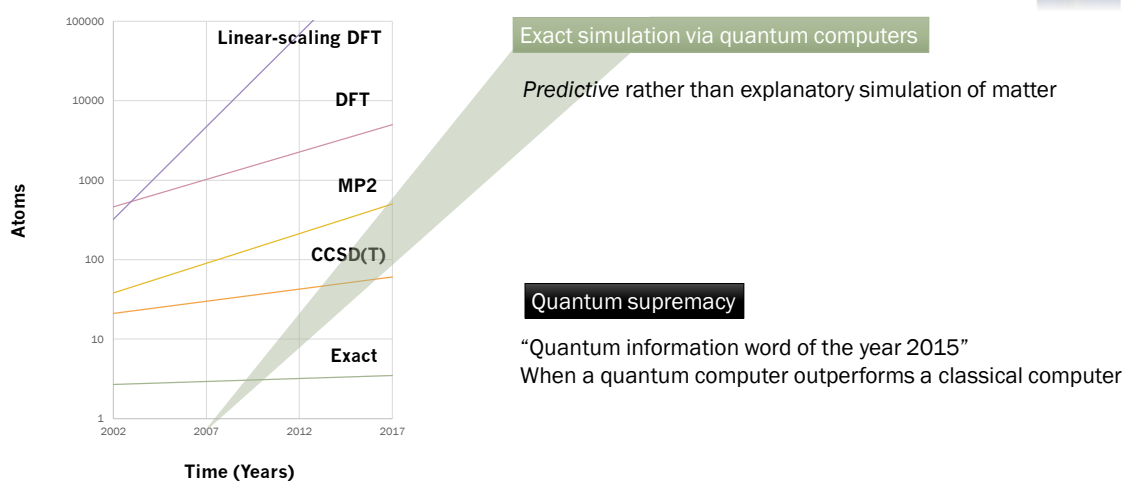 100000
10000
1000
100
10
1
Linear-scaling DFT
DFT
MP2
CCSD(T)
Exact
2002
2007
2012
2017
Atoms
Time (Years)
Exact simulation via quantum computers
Predictive rather than explanatory simulation of matter
Quantum supremacy
“Quantum information word of the year 2015”
When a quantum computer outperforms a classical computer